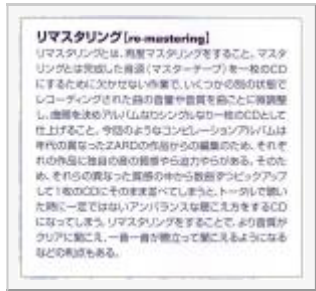 リマスタリング[re-mastering]
リマスタリングとは、再度マスタリングをすること。マスタ
リングとは完成した音源（マスターテープ）を一枚のCD
にするために欠かせない作業で、いくつかの別の状態で
レコーディングされた曲の音量や音質を曲ごとに微調整
し、曲間を決めアルバムなりシングルなり一枚のCDとして
仕上げること。今回のようなコンピレーションアルバムは
年代の異なったZARDの作品からの編集のため、それぞ
れの作品に独自の音の質感やら迫力やらがある。そのた
め、それらの異なった質感の中から数曲ずつピックアップ
して1枚のCDにそのまま並べてしまうと、トータルで聴い
た時に一定ではないアンバランスな聴こえ方をするCD
になってしまう。リマスタリングをすることで、より音質が
クリアに聞こえ、一音一音が際立って聞こえるようになる
などの利点もある。